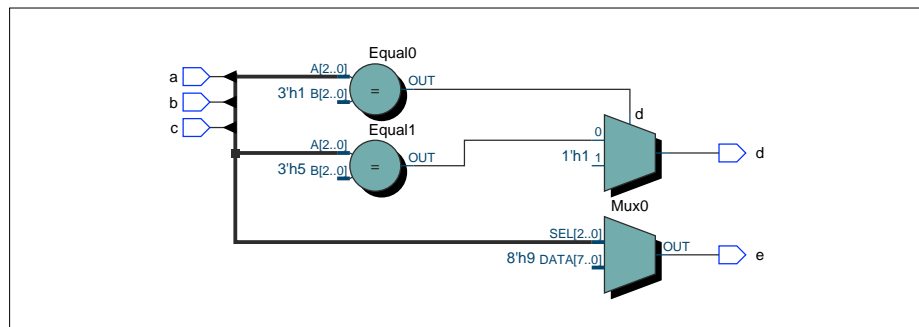 Equal0
a
A[2..0]
OUT
3'h1 B[2..0]
=
b
d
c
Equal1
0
A[2..0]
OUT
1'h1 1
d
3'h5 B[2..0]
=
Mux0
SEL[2..0]
OUT
e
8'h9 DATA[7..0]